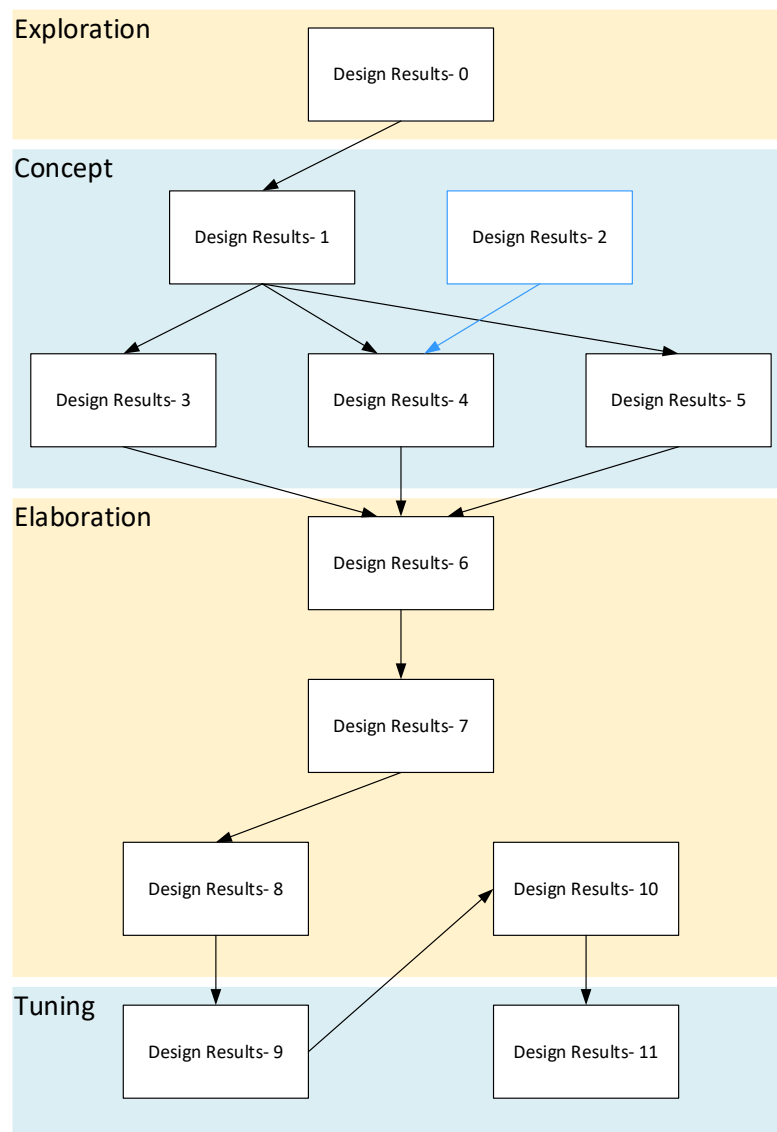 Exploration
Design Results- 0
Concept
Design Results- 1
Design Results- 2
Design Results- 3
Design Results- 4
Design Results- 5
Elaboration
Design Results- 6
Design Results- 7
Design Results- 8
Design Results- 10
Tuning
Design Results- 9
Design Results- 11